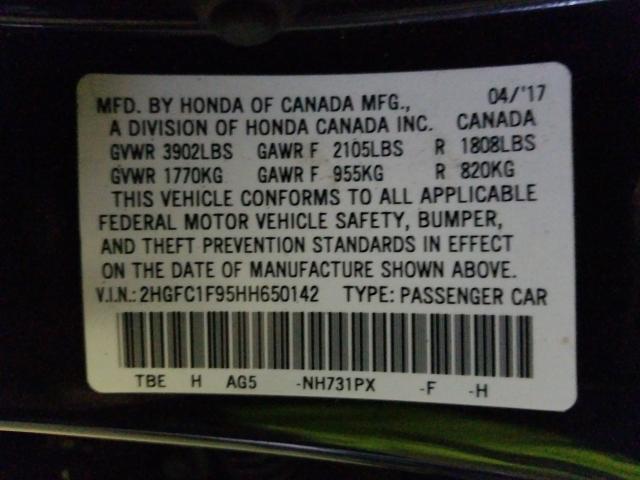 MFD. BY HONDA OF CANADA MFG., 04/'17
A DIVISION OF HONDA CANADA INC. CANADA
GVWR 3902LBS GAWR F 2105LBS R 1808LBS
GVWR 1770KG GAWR F 955KG R 820KG
THIS VEHICLE CONFORMS TO ALL APPLICABLE
FEDERAL MOTOR VEHICLE SAFETY, BUMPER,
AND THEFT PREVENTION STANDARDS IN EFFECT
ON THE DATE OF MANUFACTURE SHOWN ABOVE.
V.I.N.: 2HGFC1F95HH650142 TYPE: PASSENGER CAR
TBE H AG5 -NH731PX -F -H